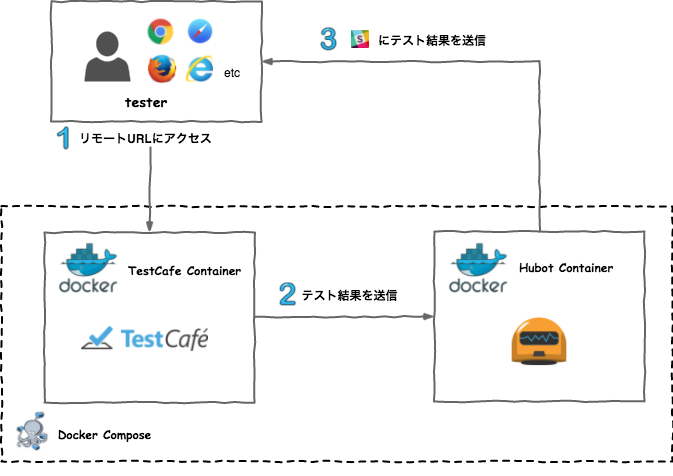 3 にテスト結果を送信
etc
tester
1 リモートURLにアクセス
docker
TestCafe Container
TestCafé
2 テスト結果を送信
docker
Hubot Container
Docker Compose